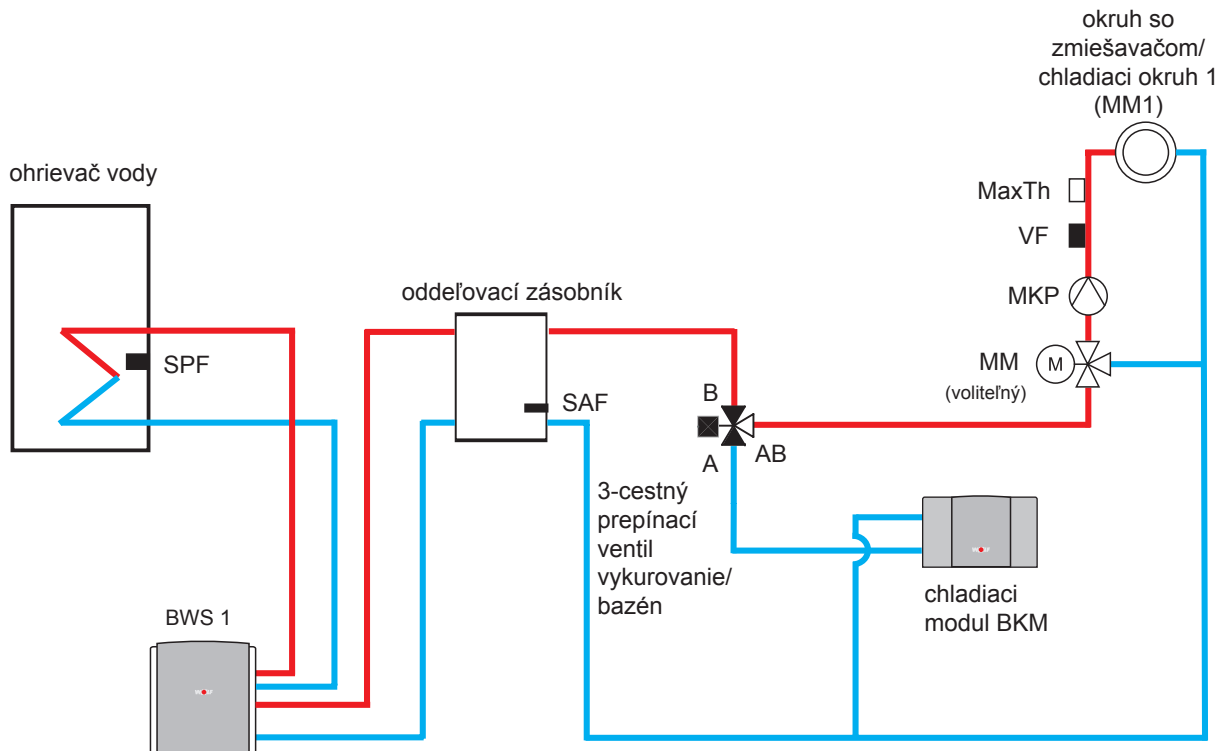 okruh so
zmiešavačom/
chladiaci okruh 1
(MM1)
ohrievač vody
MaxTh
VF
oddeľovací zásobník
MKP
SPF
MM
(voliteľný)
M
SAF
B
A
AB
3-cestný
prepínací
ventil
vykurovanie/
bazén
chladiaci
modul BKM
BWS 1